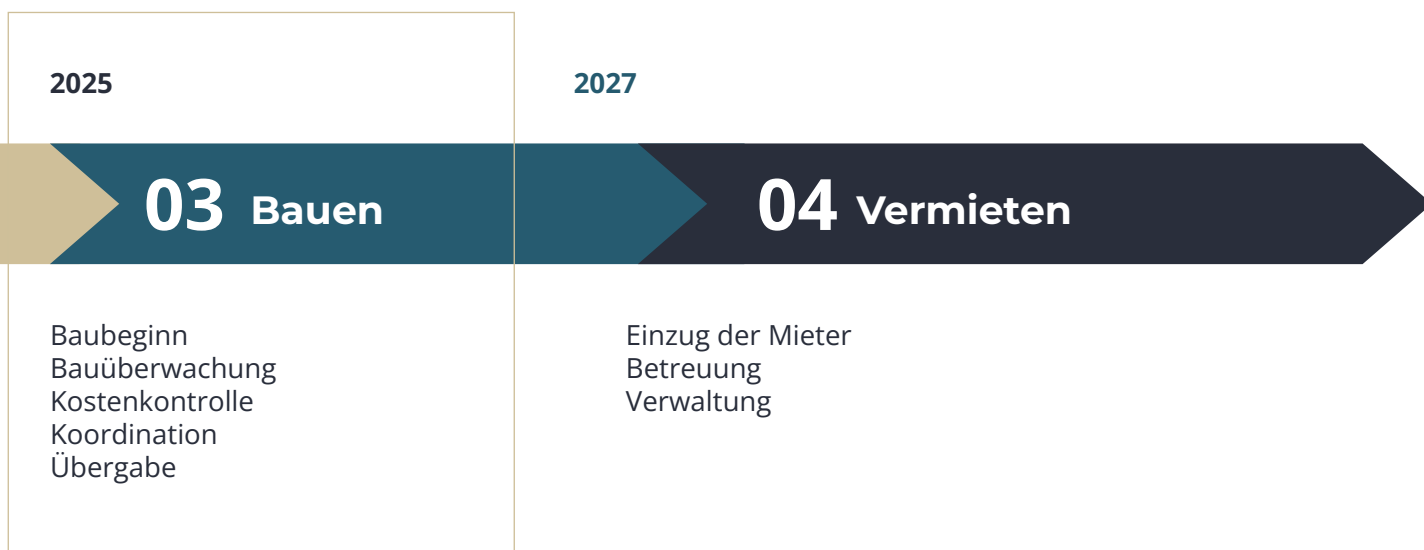 2025
2027
03 Bauen
04 Vermieten
Baubeginn
Bauüberwachung
Kostenkontrolle
Koordination
Übergabe
Einzug der Mieter
Betreuung
Verwaltung